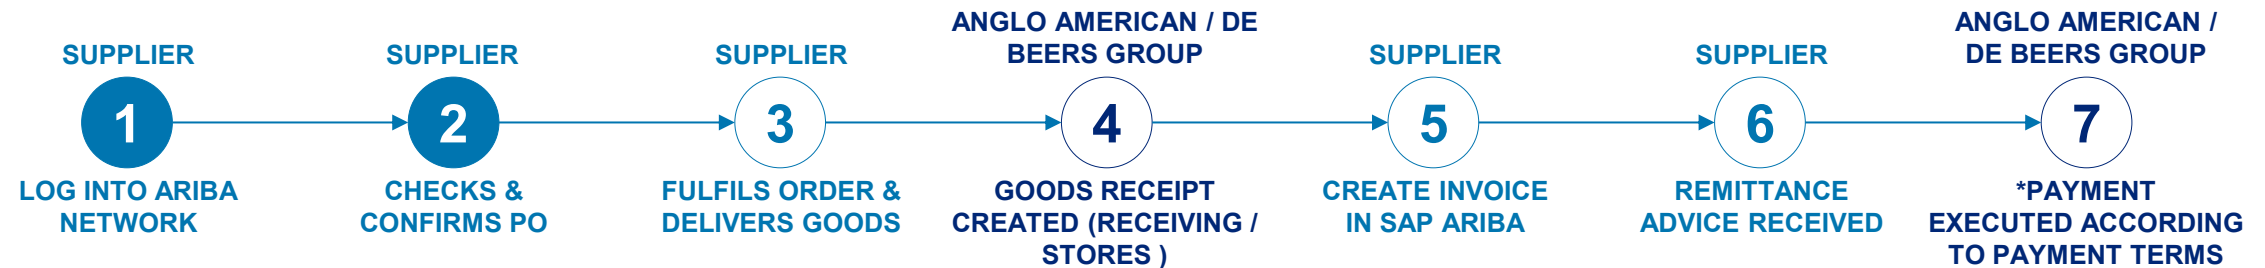 SUPPLIER
1
LOG INTO ARIBA
NETWORK
SUPPLIER
2
CHECKS &
CONFIRMS PO
SUPPLIER
3
FULFILS ORDER &
DELIVERS GOODS
ANGLO AMERICAN / DE
BEERS GROUP
4
GOODS RECEIPT
CREATED (RECEIVING /
STORES )
SUPPLIER
5
CREATE INVOICE
IN SAP ARIBA
SUPPLIER
6
REMITTANCE
ADVICE RECEIVED
ANGLO AMERICAN /
DE BEERS GROUP
7
*PAYMENT
EXECUTED ACCORDING
TO PAYMENT TERMS